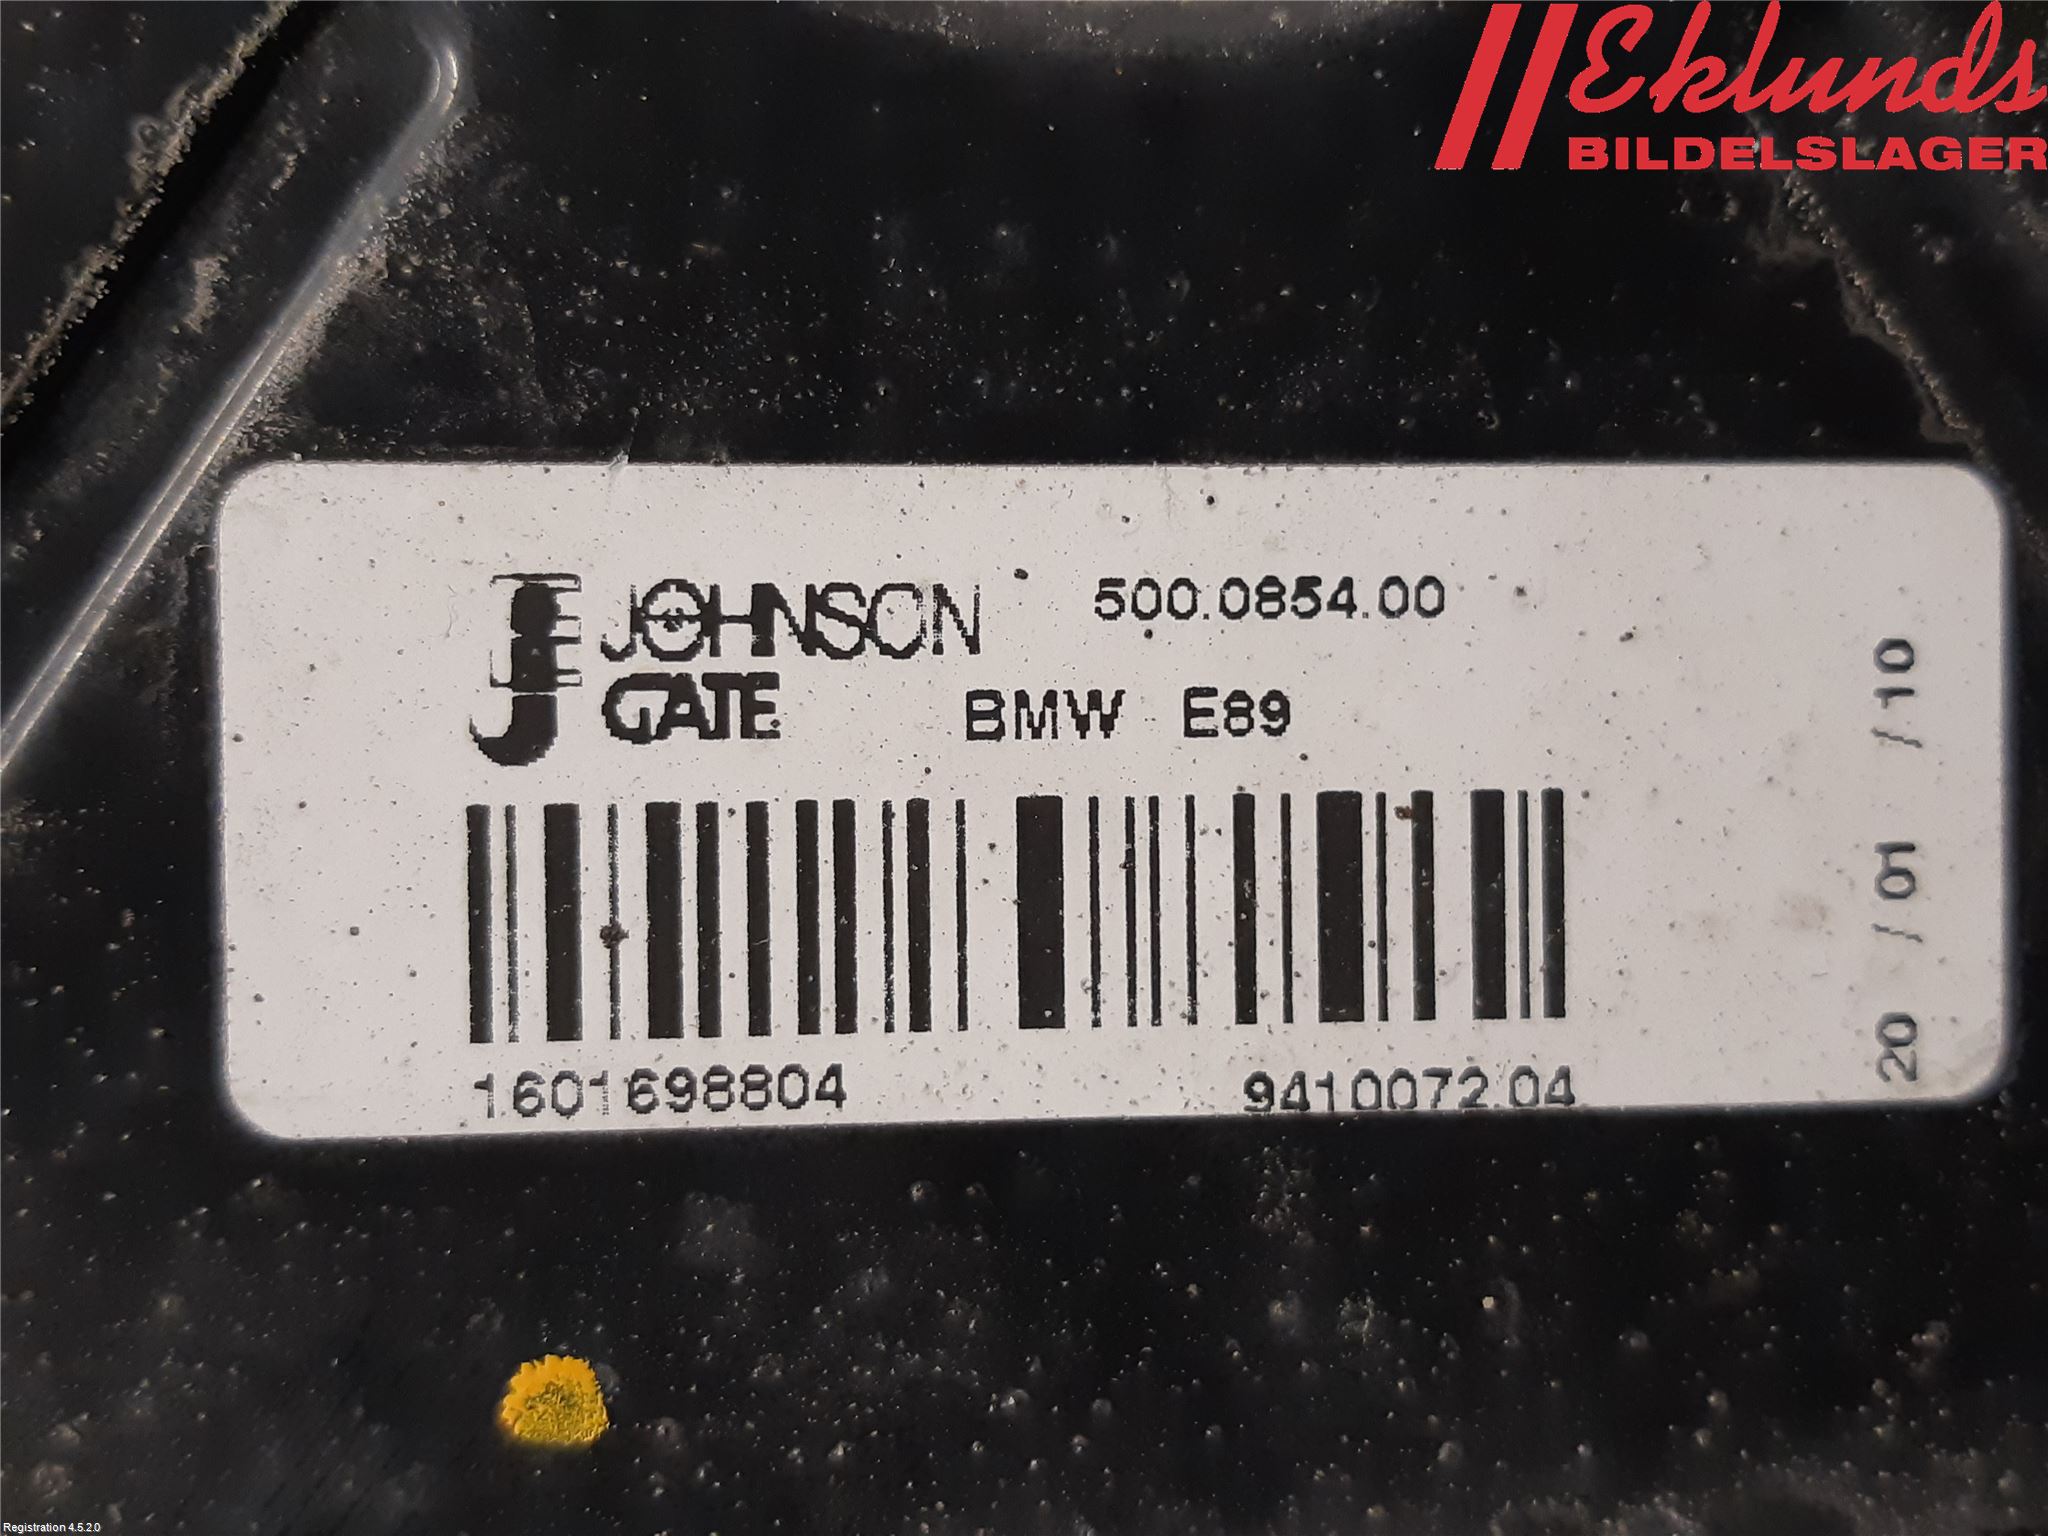 Eklunds
BILDELSLAGER
JOHNSON
GATE
500.0854.00
BMW E89
1601698804
9410072.04
20 / 01 / 10
Registration 4.5.2.0